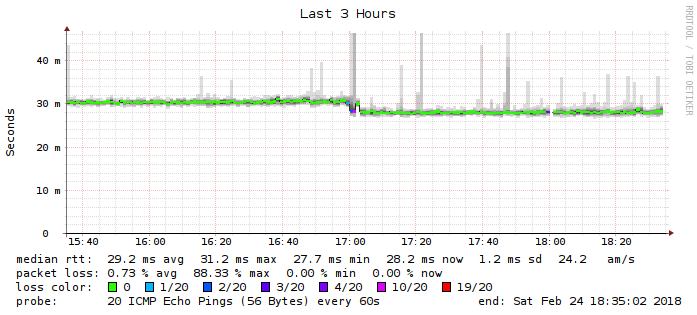 Last 3 Hours
RRDTOOL / TOBI OETIKER
Seconds
40 m
30 m
20 m
10 m
0
15:40 16:00 16:20 16:40 17:00 17:20 17:40 18:00 18:20
median rtt: 29.2 ms avg 31.2 ms max 27.7 ms min 28.2 ms now 1.2 ms sd 24.2 am/s
packet loss: 0.73 % avg 88.33 % max 0.00 % min 0.00 % now
loss color: 0 1/20 2/20 3/20 4/20 10/20 19/20
probe: 20 ICMP Echo Pings (56 Bytes) every 60s end: Sat Feb 24 18:35:02 2018